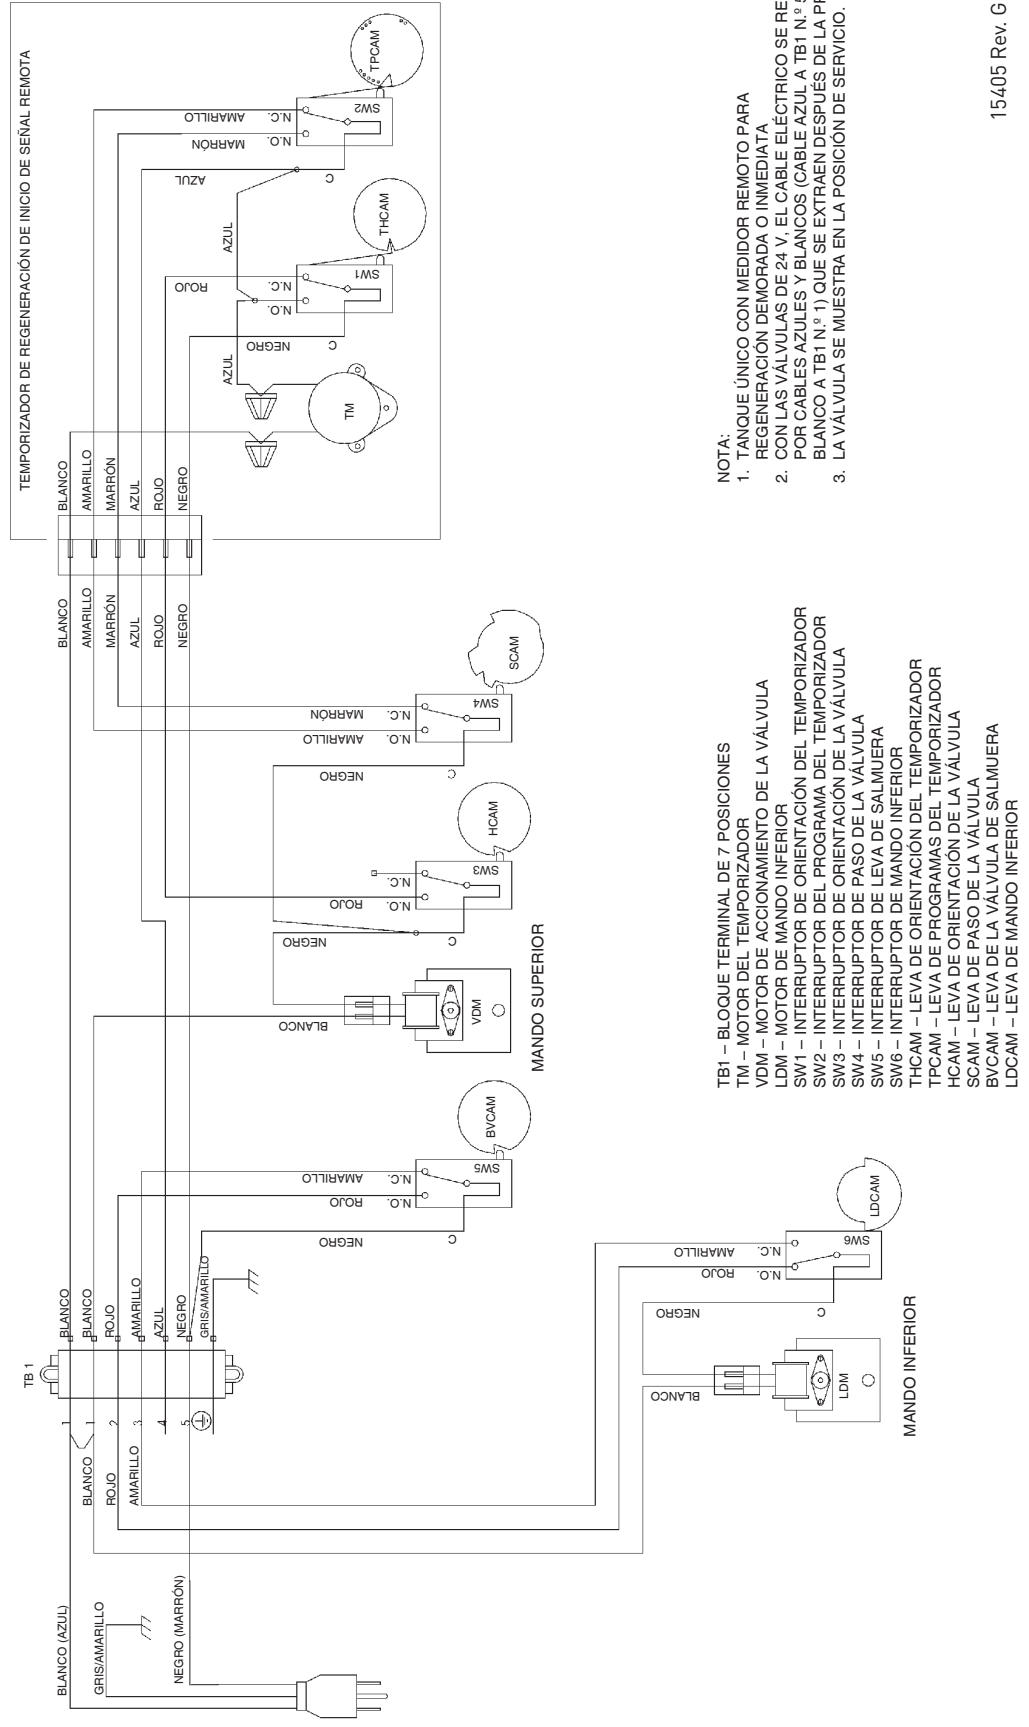 TEMPORIZADOR DE REGENERACIÓN DE INICIO DE SEÑAL REMOTA
BLANCO (AZUL)
GRIS/AMARILLO
NEGRO (MARRÓN)
BLANCO
ROJO
AMARILLO
TB 1
1
1
2
3
4
5
BLANCO
BLANCO
ROJO
AMARILLO
AZUL
NEGRO
GRIS/AMARILLO
NEGRO
ROJO
AMARILLO
C
N.O.
N.C.
SW5
BVCAM
BLANCO
VDM
MANDO SUPERIOR
NEGRO
ROJO
C
N.O.
N.C.
SW3
HCAM
NEGRO
AMARILLO
MARRÓN
C
N.O.
N.C.
SW4
SCAM
BLANCO
AMARILLO
MARRÓN
AZUL
ROJO
NEGRO
BLANCO
AMARILLO
MARRÓN
AZUL
ROJO
NEGRO
TM
AZUL
AZUL
NEGRO
ROJO
C
N.O.
N.C.
SW1
THCAM
AZUL
MARRÓN
AMARILLO
C
N.O.
N.C.
SW2
TPCAM
BLANCO
LDM
MANDO INFERIOR
NEGRO
ROJO
AMARILLO
C
N.O.
N.C.
SW6
LDCAM
TB1 – BLOQUE TERMINAL DE 7 POSICIONES
TM – MOTOR DEL TEMPORIZADOR
VDM – MOTOR DE ACCIONAMIENTO DE LA VÁLVULA
LDM – MOTOR DE MANDO INFERIOR
SW1 – INTERRUPTOR DE ORIENTACIÓN DEL TEMPORIZADOR
SW2 – INTERRUPTOR DEL PROGRAMA DEL TEMPORIZADOR
SW3 – INTERRUPTOR DE ORIENTACIÓN DE LA VÁLVULA
SW4 – INTERRUPTOR DE PASO DE LA VÁLVULA
SW5 – INTERRUPTOR DE LEVA DE SALMUERA
SW6 – INTERRUPTOR DE MANDO INFERIOR
THCAM – LEVA DE ORIENTACIÓN DEL TEMPORIZADOR
TPCAM – LEVA DE PROGRAMAS DEL TEMPORIZADOR
HCAM – LEVA DE ORIENTACIÓN DE LA VÁLVULA
SCAM – LEVA DE PASO DE LA VÁLVULA
BVCAM – LEVA DE LA VÁLVULA DE SALMUERA
LDCAM – LEVA DE MANDO INFERIOR
NOTA:
1. TANQUE ÚNICO CON MEDIDOR REMOTO PARA
REGENERACIÓN DEMORADA O INMEDIATA
2. CON LAS VÁLVULAS DE 24 V, EL CABLE ELÉCTRICO SE
POR CABLES AZULES Y BLANCOS (CABLE AZUL A TB1 N.º
BLANCO A TB1 N.º 1) QUE SE EXTRAEN DESPUÉS DE LA
3. LA VÁLVULA SE MUESTRA EN LA POSICIÓN DE SERVICIO.
15405 Rev. G